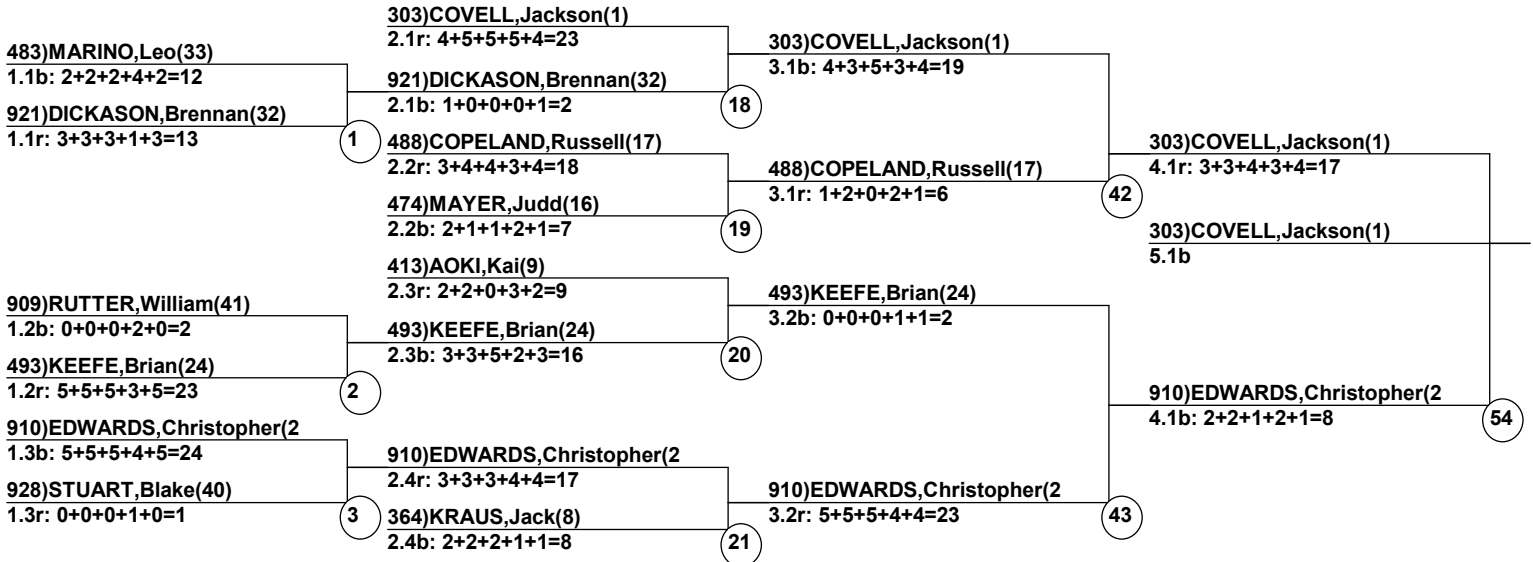 483)MARINO,Leo(33)
1.1b: 2+2+2+4+2=12
921)DICKASON,Brennan(32)
1.1r: 3+3+3+1+3=13
1
909)RUTTER,William(41)
1.2b: 0+0+0+2+0=2
493)KEEFE,Brian(24)
1.2r: 5+5+5+3+5=23
2
910)EDWARDS,Christopher(2
1.3b: 5+5+5+4+5=24
928)STUART,Blake(40)
1.3r: 0+0+0+1+0=1
3
303)COVELL,Jackson(1)
2.1r: 4+5+5+5+4=23
921)DICKASON,Brennan(32)
2.1b: 1+0+0+0+1=2
18
488)COPELAND,Russell(17)
2.2r: 3+4+4+3+4=18
474)MAYER,Judd(16)
2.2b: 2+1+1+2+1=7
19
413)AOKI,Kai(9)
2.3r: 2+2+0+3+2=9
493)KEEFE,Brian(24)
2.3b: 3+3+5+2+3=16
20
910)EDWARDS,Christopher(2
2.4r: 3+3+3+4+4=17
364)KRAUS,Jack(8)
2.4b: 2+2+2+1+1=8
21
303)COVELL,Jackson(1)
3.1b: 4+3+5+3+4=19
488)COPELAND,Russell(17)
3.1r: 1+2+0+2+1=6
42
493)KEEFE,Brian(24)
3.2b: 0+0+0+1+1=2
910)EDWARDS,Christopher(2
3.2r: 5+5+5+4+4=23
43
303)COVELL,Jackson(1)
4.1r: 3+3+4+3+4=17
910)EDWARDS,Christopher(2
4.1b: 2+2+1+2+1=8
54
303)COVELL,Jackson(1)
5.1b